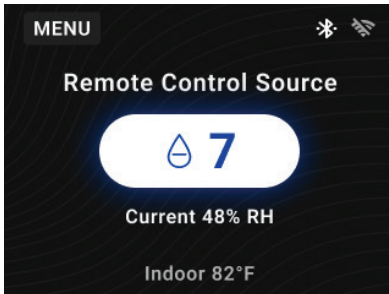 MENU
Remote Control Source
7
Current 48% RH
Indoor 82°F